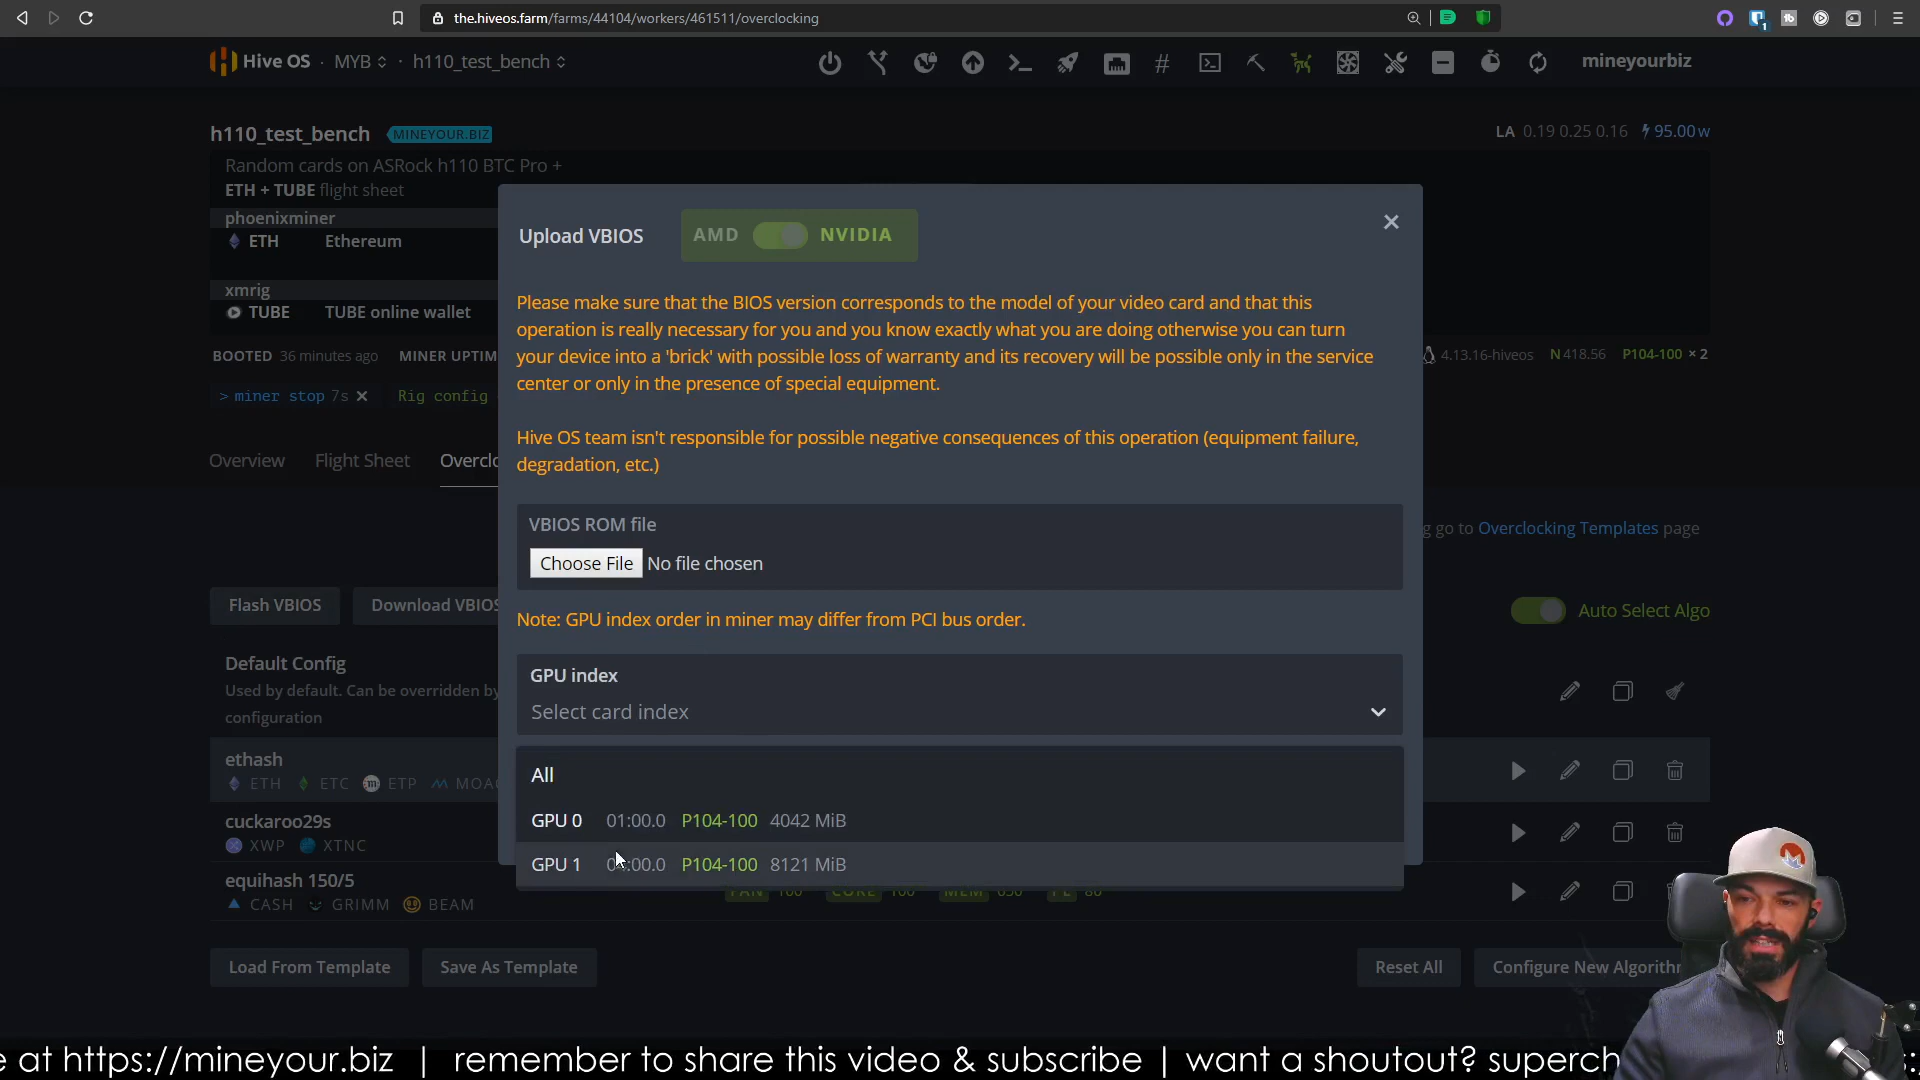 the.hiveos.farm/farms/44104/workers/461511/overclocking
Hive OS · MYB · h110_test_bench
mineyourbiz
h110_test_bench MINEYOUR.BIZ
LA 0.19 0.25 0.16 95.00w
Random cards on ASRock h110 BTC Pro +
ETH + TUBE flight sheet
phoenixminer
ETH Ethereum
xmrig
TUBE TUBE online wallet
BOOTED 36 minutes ago MINER UPTIM
4.13.16-hiveos N 418.56 P104-100 × 2
> miner stop 7s × Rig config
Overview Flight Sheet Overclo
Upload VBIOS AMD NVIDIA
Please make sure that the BIOS version corresponds to the model of your video card and that this
operation is really necessary for you and you know exactly what you are doing otherwise you can turn
your device into a 'brick' with possible loss of warranty and its recovery will be possible only in the service
center or only in the presence of special equipment.
Hive OS team isn't responsible for possible negative consequences of this operation (equipment failure,
degradation, etc.)
VBIOS ROM file
Choose File No file chosen
Note: GPU index order in miner may differ from PCI bus order.
GPU index
Select card index
All
GPU 0 01:00.0 P104-100 4042 MiB
GPU 1 :00.0 P104-100 8121 MiB
g go to Overclocking Templates page
Flash VBIOS Download VBIOS
Auto Select Algo
Default Config
Used by default. Can be overridden by
configuration
ethash
ETH ETC ETP MOAC
cuckaroo29s
XWP XTNC
equihash 150/5
CASH GRIMM BEAM
FAN 100 CORE 100 MEM 650 PL 80
Load From Template Save As Template
Reset All Configure New Algorith
e at https://mineyour.biz | remember to share this video & subscribe | want a shoutout? superch